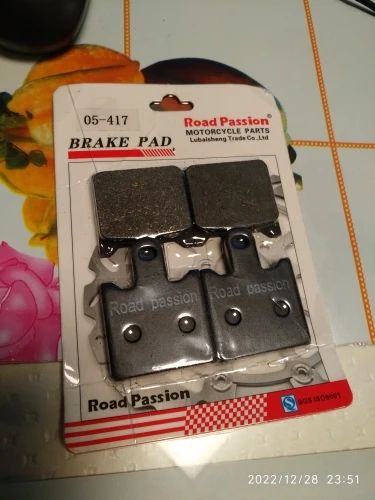 05-417
Road Passion®
MOTORCYCLE PARTS
Lubaisheng Trade Co.,Ltd
BRAKE PAD
Road passion Road passion
Road Passion
SGS ISO9001
2022/12/28 23:51